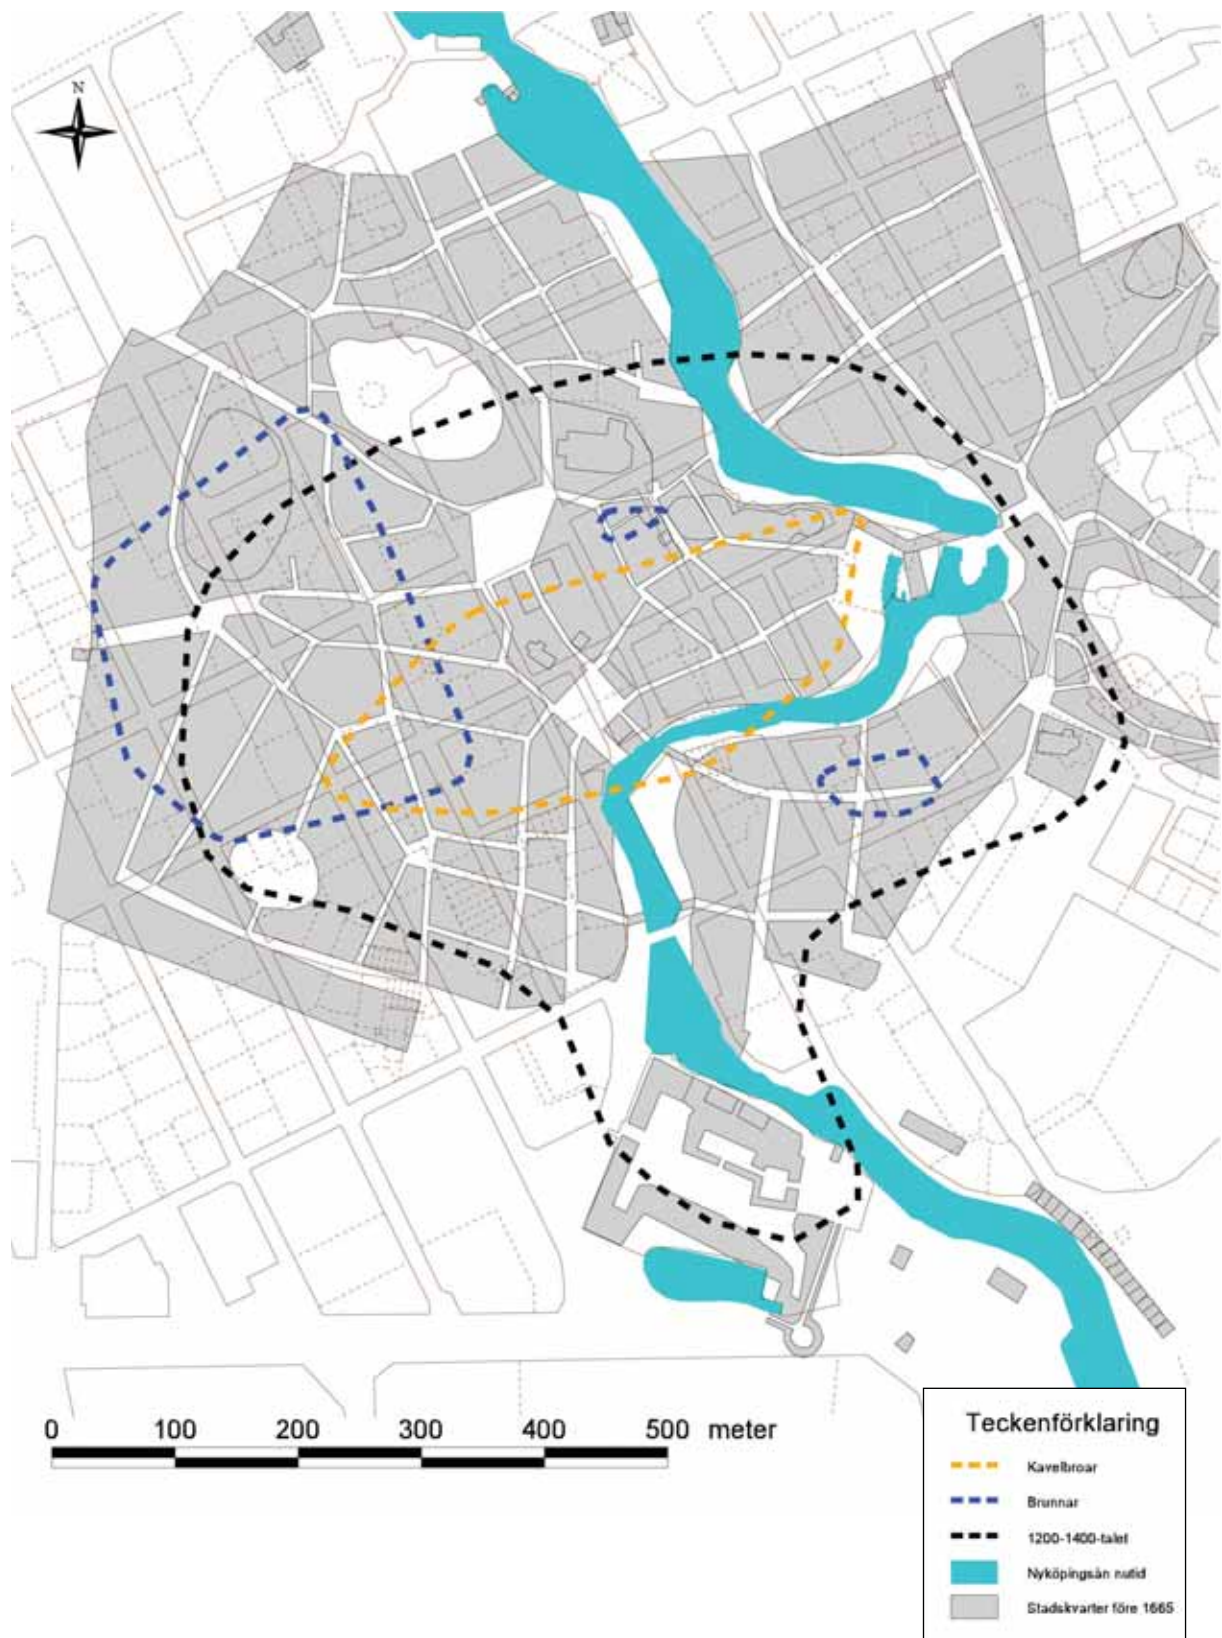 N
0 100 200 300 400 500 meter
Teckenförklaring
Kavelbroar
Brunnar
1200-1400-talet
Nyköpingsån nutid
Stadskvarter före 1665